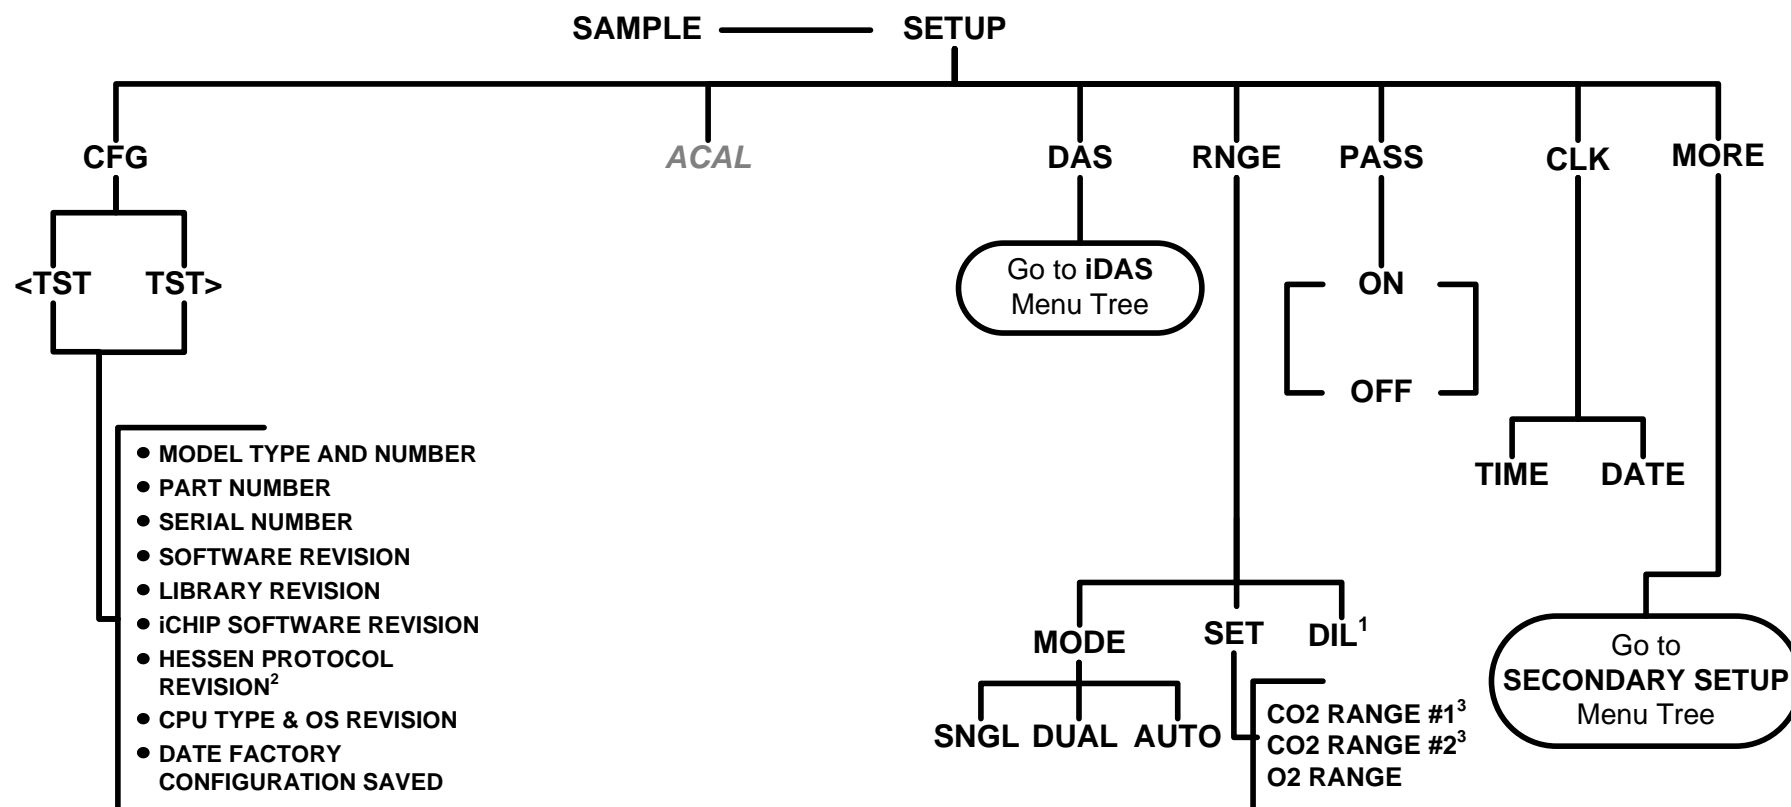 SAMPLE SETUP
CFG ACAL DAS RNGE PASS CLK MORE
<TST TST>
Go to iDAS
Menu Tree
ON
OFF
TIME DATE
• MODEL TYPE AND NUMBER
• PART NUMBER
• SERIAL NUMBER
• SOFTWARE REVISION
• LIBRARY REVISION
• iCHIP SOFTWARE REVISION
• HESSEN PROTOCOL
REVISION²
• CPU TYPE & OS REVISION
• DATE FACTORY
CONFIGURATION SAVED
MODE SET DIL¹
SNGL DUAL AUTO
CO2 RANGE #1³
CO2 RANGE #2³
O2 RANGE
Go to
SECONDARY SETUP
Menu Tree